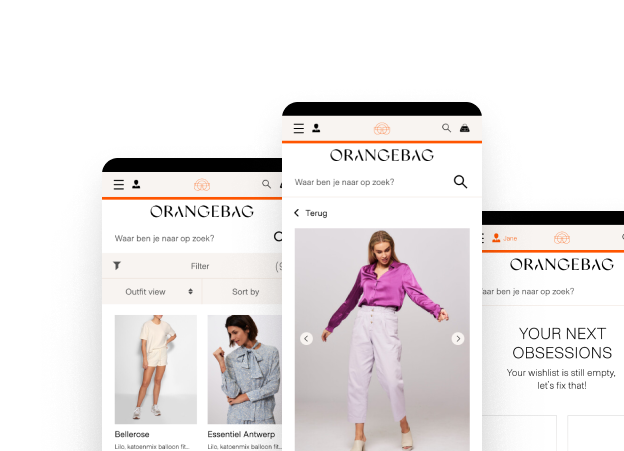 ORANGEBAG
Waar ben je naar op zoek?
Filter
Outfit view
Sort by
Bellerose
Lilo, katoenmix balloon fit...
Essentiel Antwerp
Lilo, katoenmix balloon fit...
ORANGEBAG
Waar ben je naar op zoek?
Terug
Jane
ORANGEBAG
aar ben je naar op zoek?
YOUR NEXT
OBSESSIONS
Your wishlist is still empty,
let's fix that!